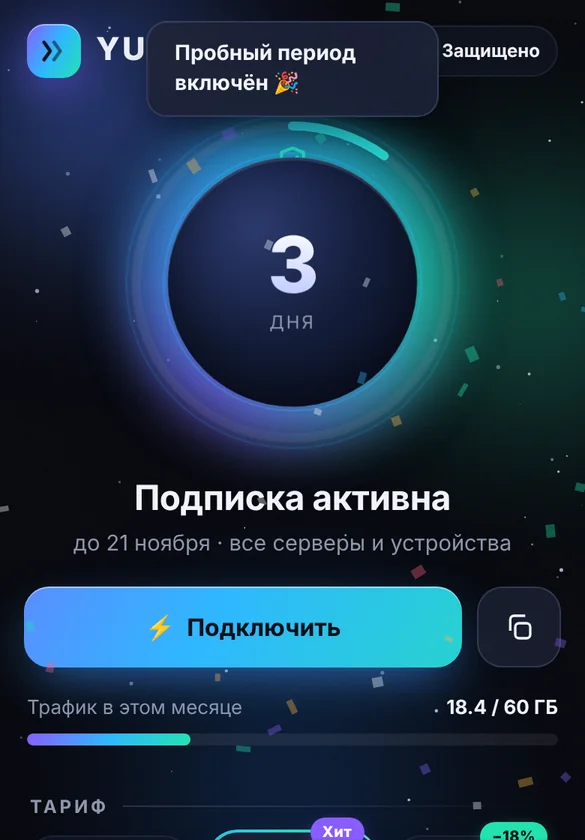 YU
Пробный период
включён 🎉
Защищено
3
ДНЯ
Подписка активна
до 21 ноября · все серверы и устройства
⚡ Подключить
Трафик в этом месяце
18.4 / 60 ГБ
ТАРИФ
Хит
−18%